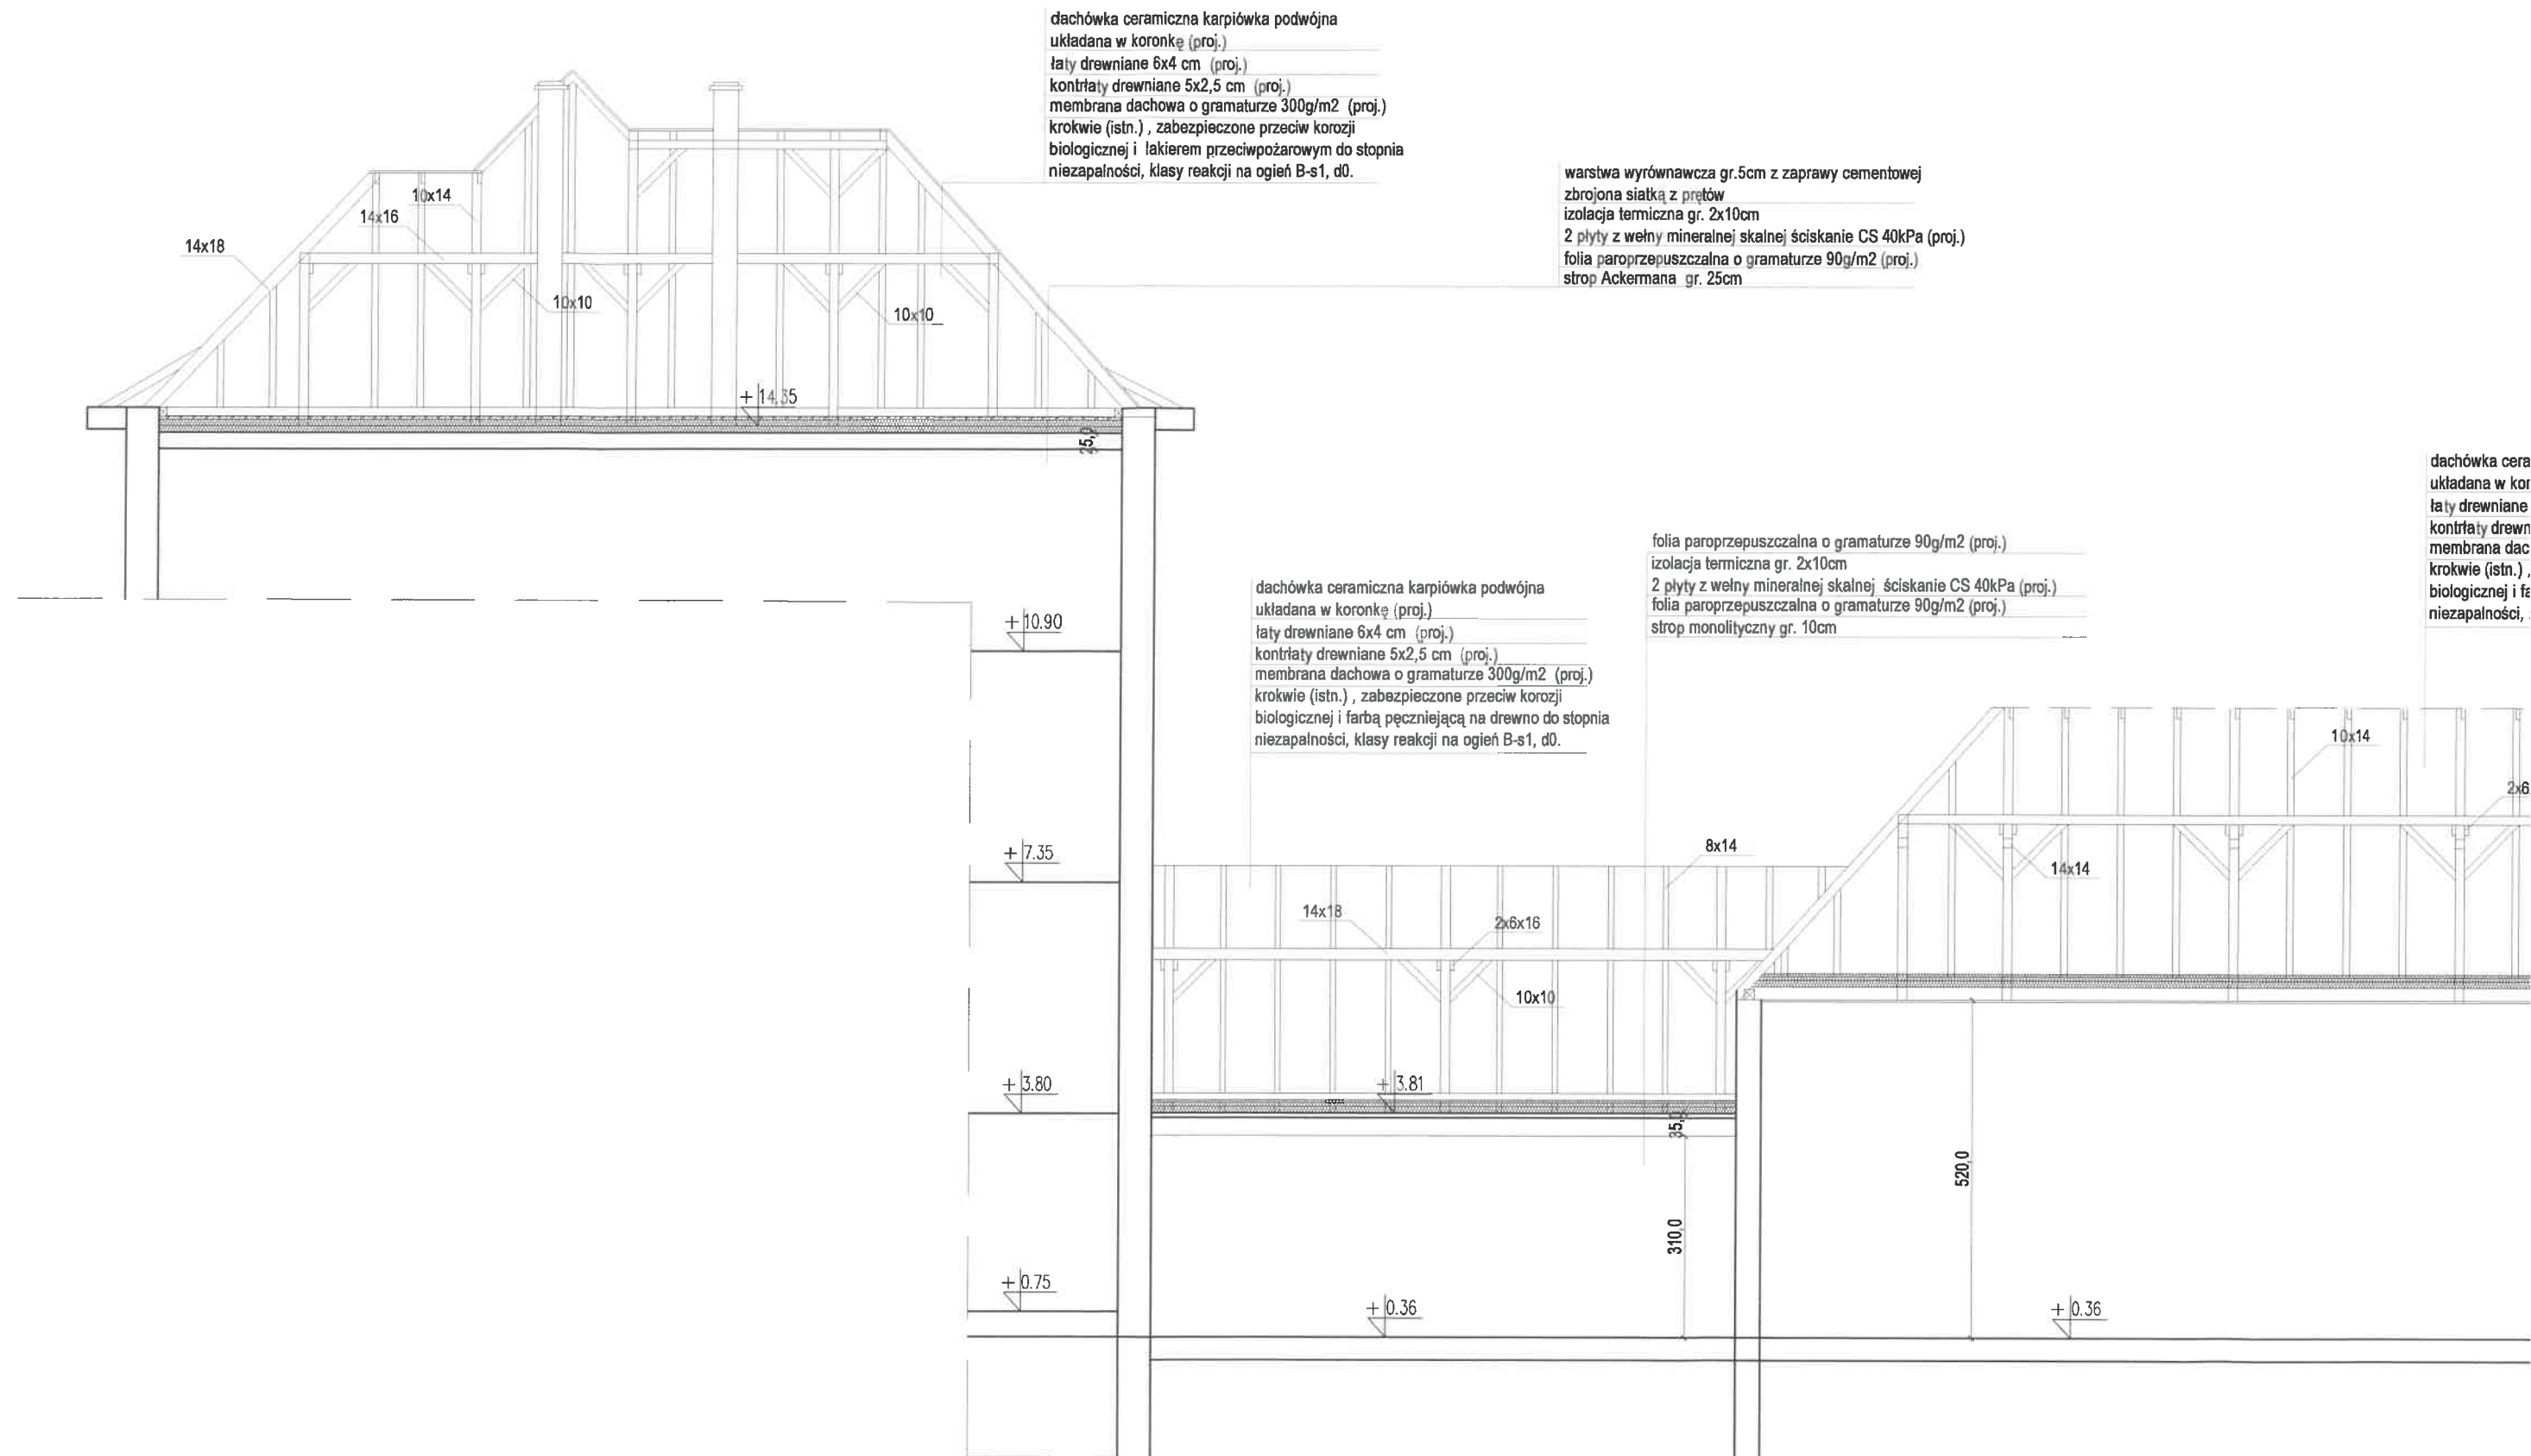 dachówka ceramiczna karpiówka podwójna
układana w koronkę (proj.)
łaty drewniane 6x4 cm (proj.)
kontrłaty drewniane 5x2,5 cm (proj.)
membrana dachowa o gramaturze 300g/m2 (proj.)
krokwie (istn.) , zabezpieczone przeciw korozji
biologicznej i lakierem przeciwpożarowym do stopnia
niezapalności, klasy reakcji na ogień B-s1, d0.
warstwa wyrównawcza gr.5cm z zaprawy cementowej
zbrojona siatką z prętów
izolacja termiczna gr. 2x10cm
2 płyty z wełny mineralnej skalnej ściskanie CS 40kPa (proj.)
folia paroprzepuszczalna o gramaturze 90g/m2 (proj.)
strop Ackermana gr. 25cm
10x14
14x16
14x18
10x10
10x10
+14.35
25,0
dachówka cera
układana w kor
łaty drewniane
kontrłaty drewn
membrana dac
krokwie (istn.) ,
biologicznej i fa
niezapalności,
folia paroprzepuszczalna o gramaturze 90g/m2 (proj.)
izolacja termiczna gr. 2x10cm
2 płyty z wełny mineralnej skalnej ściskanie CS 40kPa (proj.)
folia paroprzepuszczalna o gramaturze 90g/m2 (proj.)
strop monolityczny gr. 10cm
dachówka ceramiczna karpiówka podwójna
układana w koronkę (proj.)
łaty drewniane 6x4 cm (proj.)
kontrłaty drewniane 5x2,5 cm (proj.)
membrana dachowa o gramaturze 300g/m2 (proj.)
krokwie (istn.) , zabezpieczone przeciw korozji
biologicznej i farbą pęczniejącą na drewno do stopnia
niezapalności, klasy reakcji na ogień B-s1, d0.
+10.90
10x14
2x6
+7.35
8x14
14x14
14x18
2x6x16
10x10
+3.80
+3.81
35,0
520,0
310,0
+0.75
+0.36
+0.36